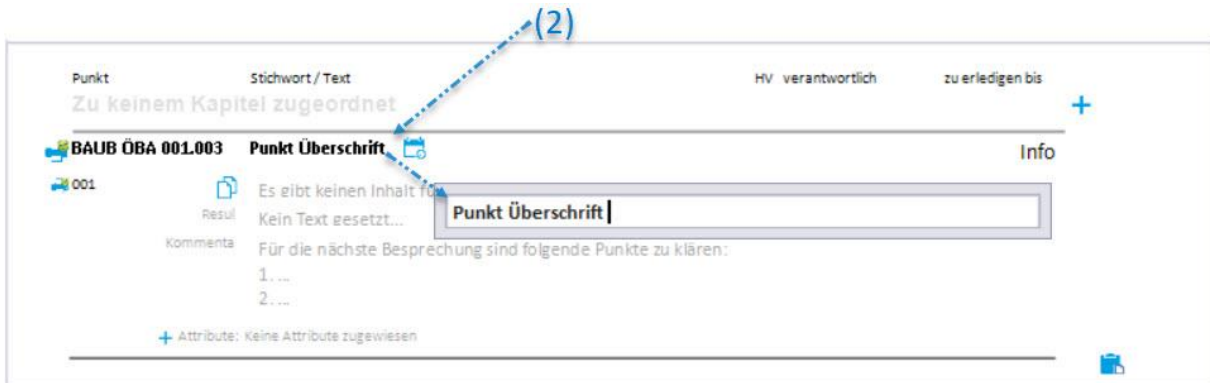 (2)
Punkt Stichwort / Text HV verantwortlich zu erledigen bis
Zu keinem Kapitel zugeordnet
BAUB ÖBA 001.003 Punkt Überschrift Info
001 Es gibt keinen Inhalt
Punkt Überschrift
Resul Kein Text gesetzt...
Kommenta Für die nächste Besprechung sind folgende Punkte zu klären:
1. ...
2. ...
Attribute: Keine Attribute zugewiesen